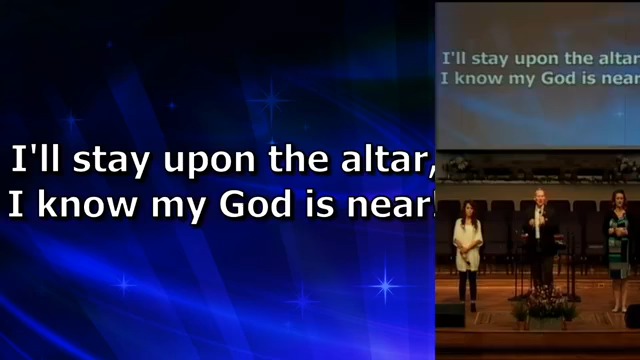 I'll stay upon the altar,
I know my God is near!
I'll stay upon the altar
I know my God is near